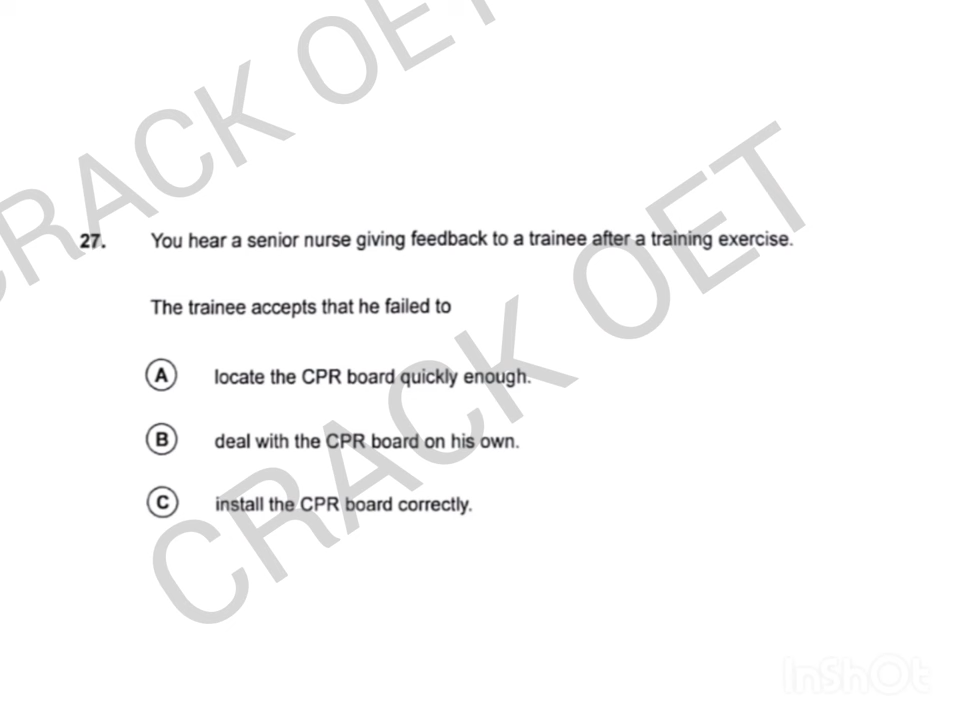 CRACK OET
27. You hear a senior nurse giving feedback to a trainee after a training exercise.
The trainee accepts that he failed to
A locate the CPR board quickly enough.
B deal with the CPR board on his own.
C install the CPR board correctly.
CRACK OET
InShOt